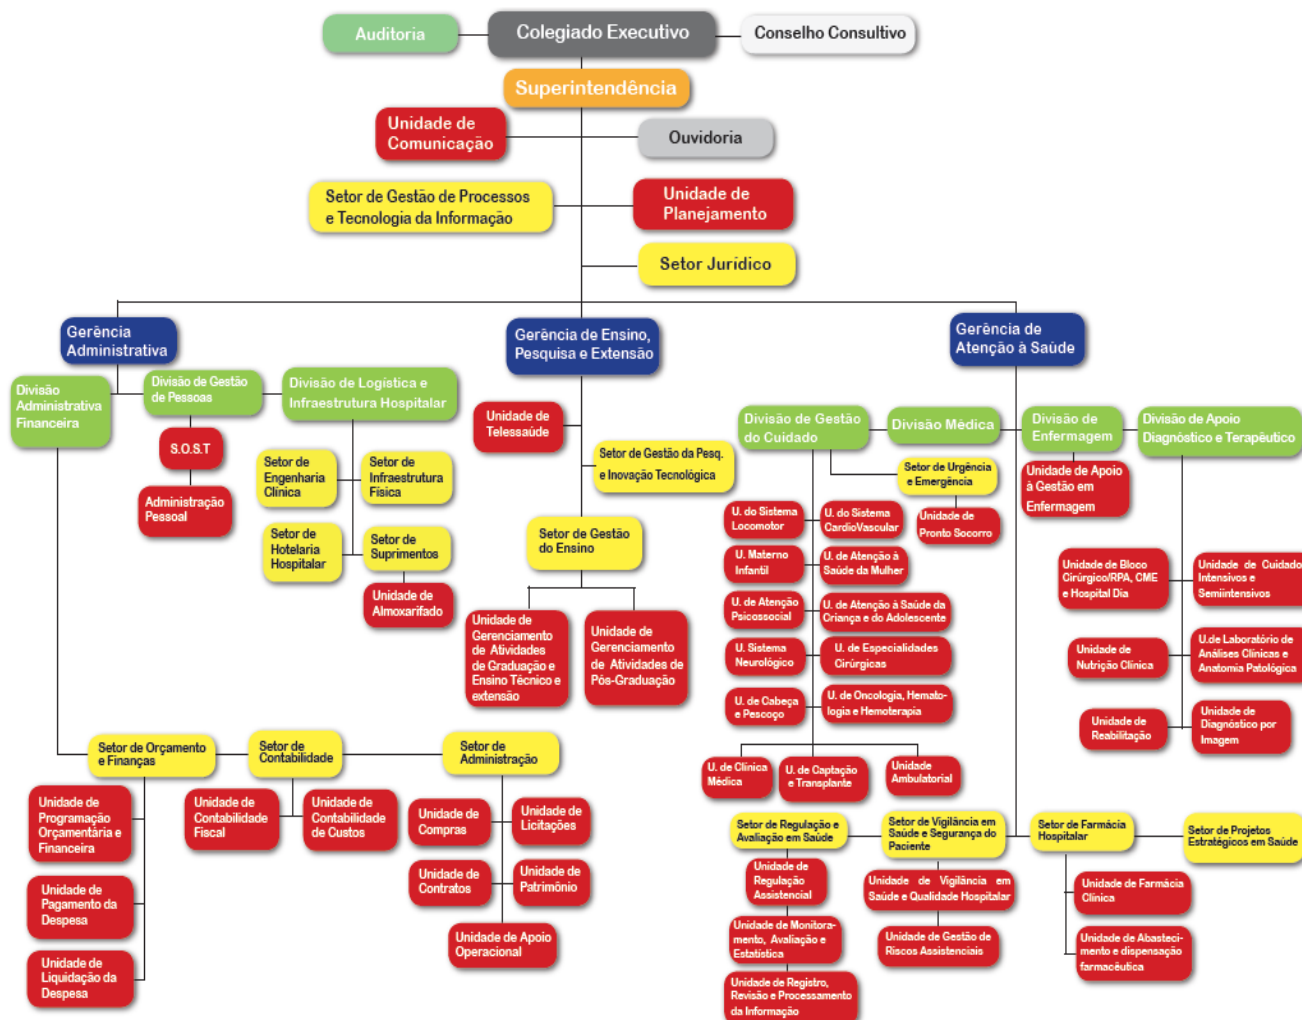 Auditoria
Colegiado Executivo
Conselho Consultivo
Superintendência
Unidade de
Comunicação
Ouvidoria
Setor de Gestão de Processos
e Tecnologia da Informação
Unidade de
Planejamento
Setor Jurídico
Gerência
Administrativa
Gerência de Ensino,
Pesquisa e Extensão
Gerência de
Atenção à Saúde
Divisão
Administrativa
Financeira
Divisão de Gestão
de Pessoas
Divisão de Logística e
Infraestrutura Hospitalar
S.O.S.T
Administração
Pessoal
Setor de
Engenharia
Clínica
Setor de
Infraestrutura
Física
Setor de
Hotelaria
Hospitalar
Setor de
Suprimentos
Unidade de
Almoxarifado
Unidade de
Telessaúde
Setor de Gestão da Pesq.
e Inovação Tecnológica
Setor de Gestão
do Ensino
Unidade de
Gerenciamento
de Atividades
de Graduação e
Ensino Técnico e
extensão
Unidade de
Gerenciamento
de Atividades de
Pós-Graduação
Divisão de Gestão
do Cuidado
Divisão Médica
Divisão de
Enfermagem
Divisão de Apoio
Diagnóstico e Terapêutico
Setor de Urgência
e Emergência
Unidade de
Pronto Socorro
Unidade de Apoio
à Gestão em
Enfermagem
U. do Sistema
Locomotor
U. do Sistema
CardioVascular
U. Materno
Infantil
U. de Atenção à
Saúde da Mulher
U. de Atenção
Psicossocial
U. de Atenção à Saúde da
Criança e do Adolescente
U. Sistema
Neurológico
U. de Especialidades
Cirúrgicas
U. de Cabeça
e Pescoço
U. de Oncologia, Hemato-
logia e Hemoterapia
U. de Clínica
Médica
U. de Captação
e Transplante
Unidade
Ambulatorial
Unidade de Bloco
Cirúrgico/RPA, CME
e Hospital Dia
Unidade de Cuidado
Intensivos e
Semiintensivos
Unidade de
Nutrição Clínica
U.de Laboratório de
Análises Clínicas e
Anatomia Patológica
Unidade de
Reabilitação
Unidade de
Diagnóstico por
Imagem
Setor de Orçamento
e Finanças
Setor de
Contabilidade
Setor de
Administração
Unidade de
Programação
Orçamentária e
Financeira
Unidade de
Pagamento da
Despesa
Unidade de
Liquidação da
Despesa
Unidade de
Contabilidade
Fiscal
Unidade de
Contabilidade
de Custos
Unidade de
Compras
Unidade de
Licitações
Unidade de
Contratos
Unidade de
Patrimônio
Unidade de Apoio
Operacional
Setor de Regulação e
Avaliação em Saúde
Setor de Vigilância em
Saúde e Segurança do
Paciente
Setor de Farmácia
Hospitalar
Setor de Projetos
Estratégicos em Saúde
Unidade de
Regulação
Assistencial
Unidade de Monitora-
mento, Avaliação e
Estatística
Unidade de Registro,
Revisão e Processamento
da Informação
Unidade de Vigilância em
Saúde e Qualidade Hospitalar
Unidade de Gestão de
Riscos Assistenciais
Unidade de Farmácia
Clínica
Unidade de Abasteci-
mento e dispensação
farmacêutica